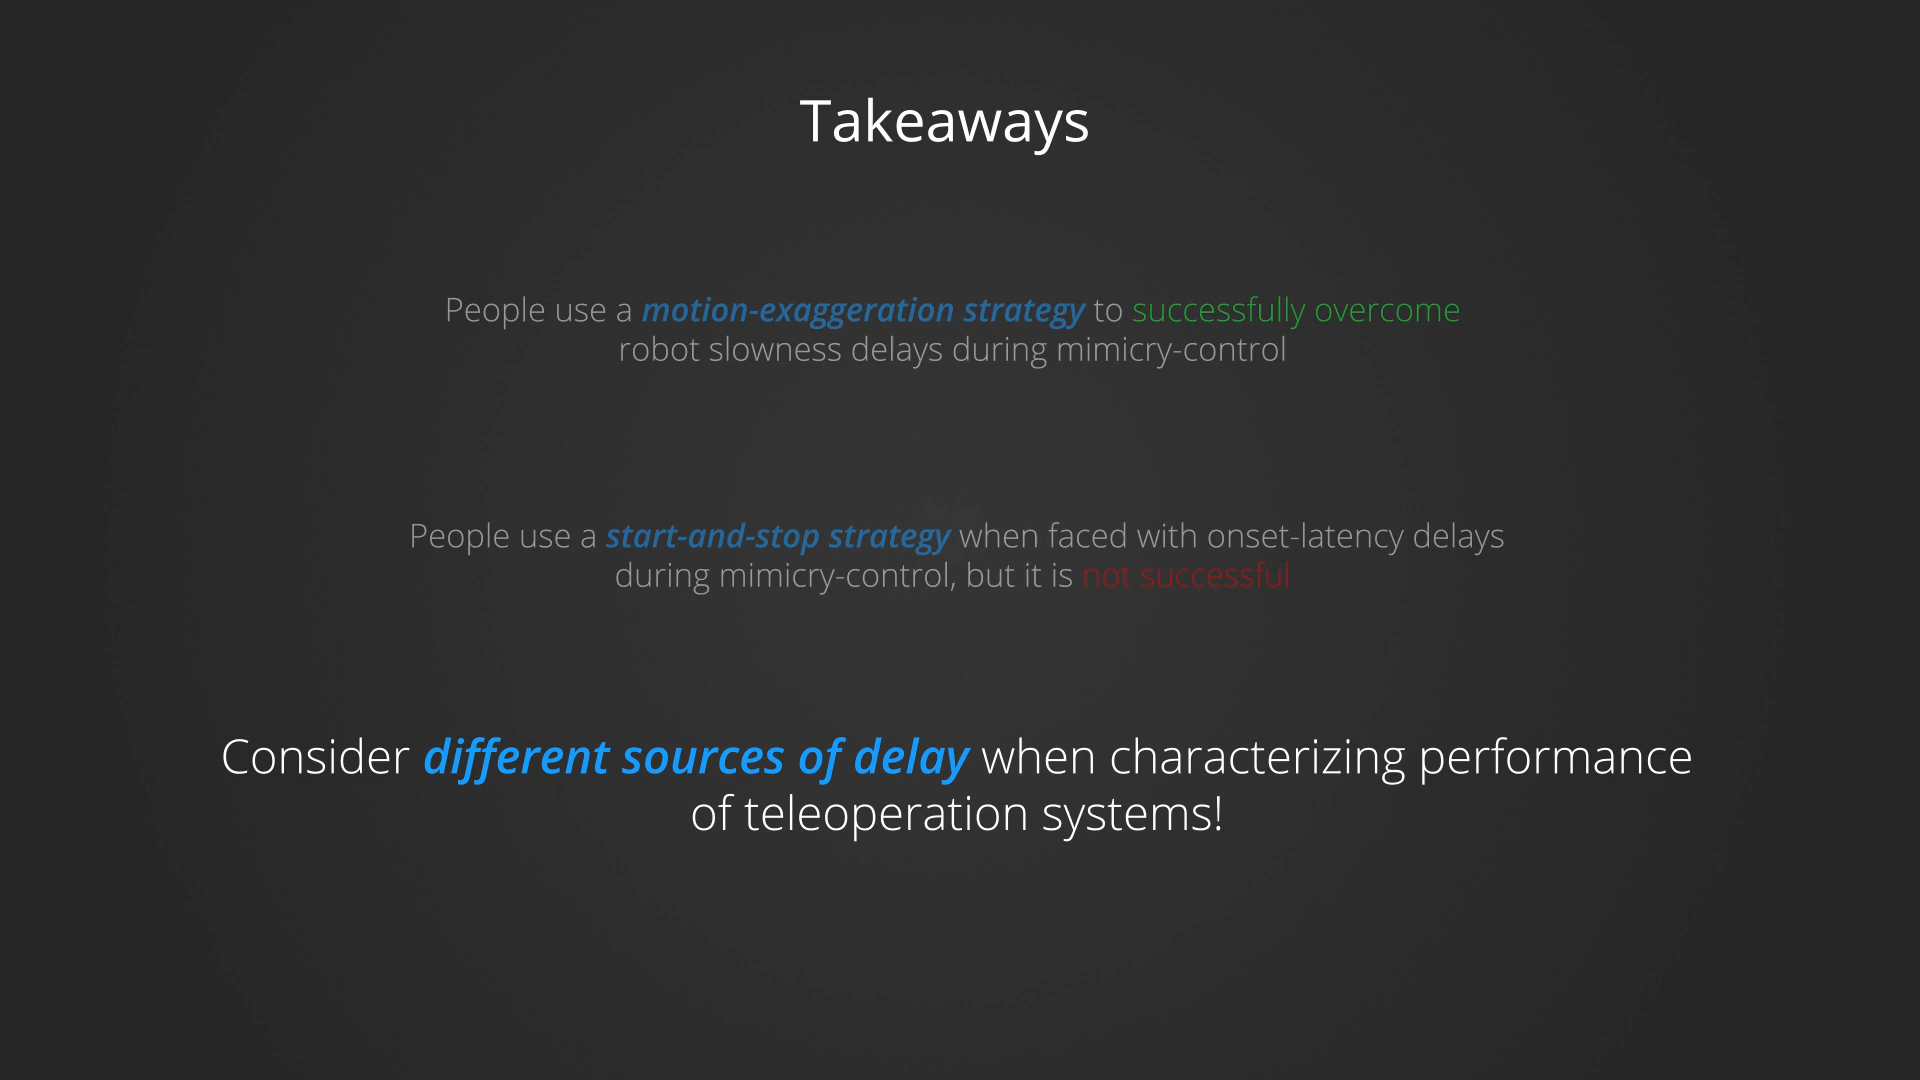 Takeaways
People use a motion-exaggeration strategy to successfully overcome
robot slowness delays during mimicry-control
People use a start-and-stop strategy when faced with onset-latency delays
during mimicry-control, but it is not successful
Consider different sources of delay when characterizing performance
of teleoperation systems!